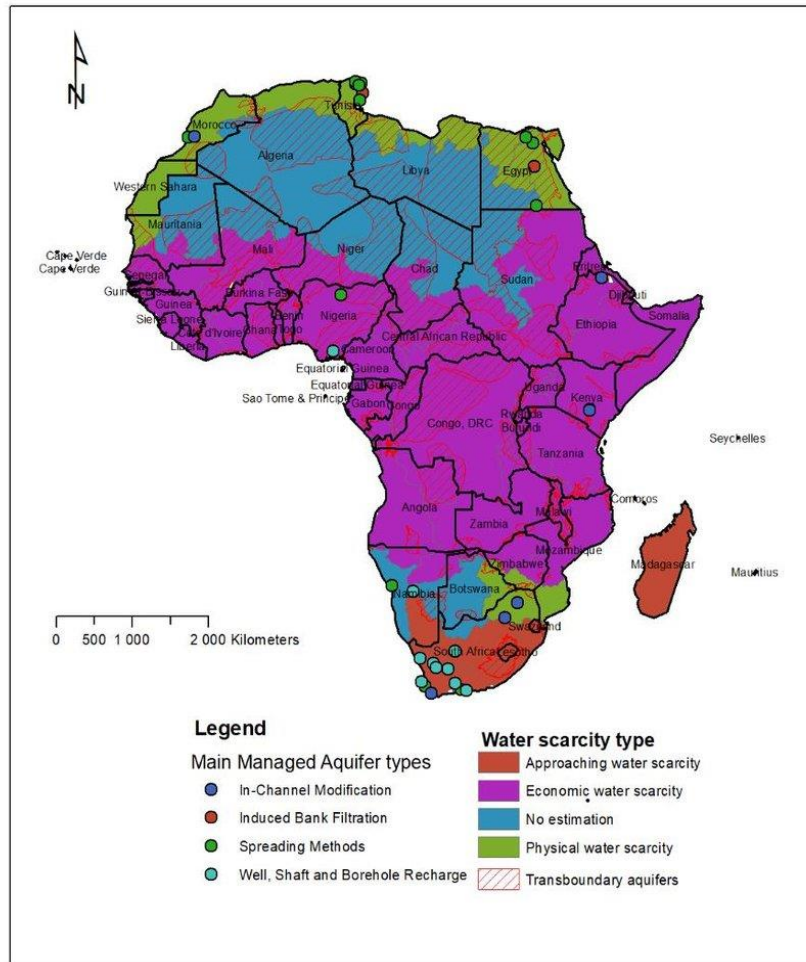 N
Tunisia
Morocco
Algeria
Libya
Egypt
Western Sahara
Mauritania
Mali
Niger
Chad
Sudan
Eritrea
Cape Verde
Cape Verde
Senegal
Guinea-Bissau
Guinea
Burkina Faso
Benin
Nigeria
Djibouti
Somalia
Sierra Leone
Côte d'Ivoire
Ghana
Togo
Ethiopia
Liberia
Central African Republic
Cameroon
Equatorial Guinea
Equatorial Guinea
Sao Tome & Principe
Gabon
Congo
Uganda
Kenya
Congo, DRC
Rwanda
Burundi
Seychelles
Tanzania
Comoros
Angola
Malawi
Zambia
Mozambique
Zimbabwe
Madagascar
Mauritius
Namibia
Botswana
Swaziland
South Africa
Lesotho
0 500 1 000 2 000 Kilometers
Legend
Main Managed Aquifer types
In-Channel Modification
Induced Bank Filtration
Spreading Methods
Well, Shaft and Borehole Recharge
Water scarcity type
Approaching water scarcity
Economic water scarcity
No estimation
Physical water scarcity
Transboundary aquifers